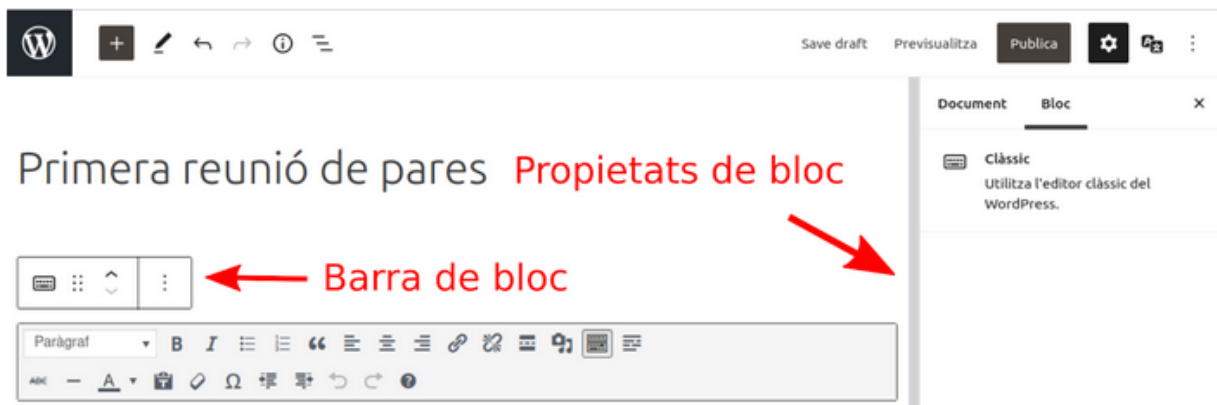 Save draft Previsualitza Publica
Document Bloc
Primera reunió de pares
Propietats de bloc
Clàssic
Utilitza l'editor clàssic del
WordPress.
Barra de bloc
Paràgraf
ABC